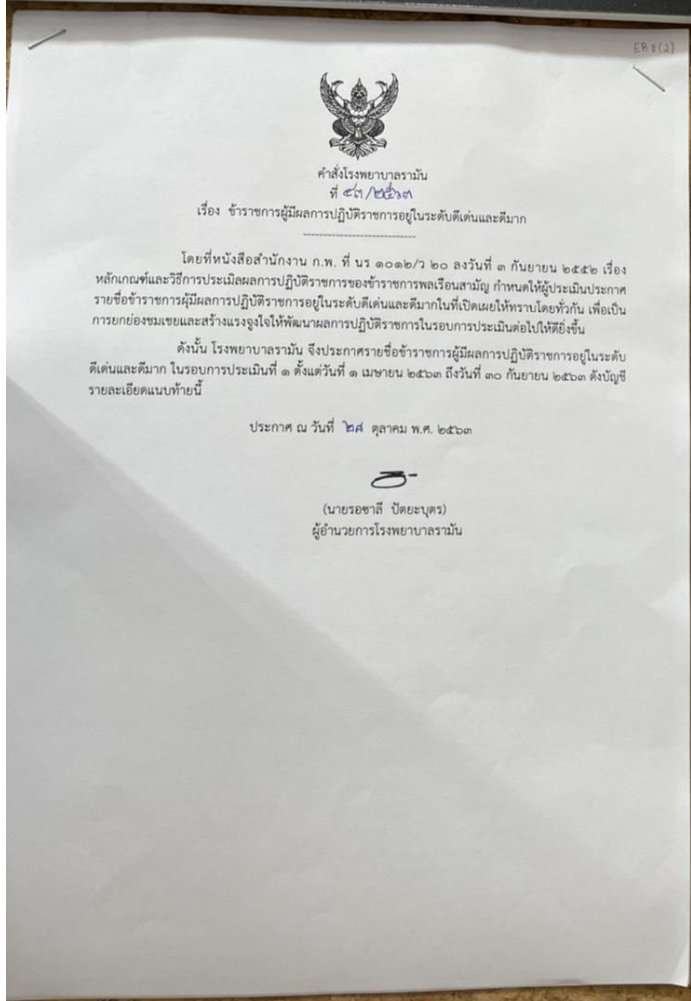 EB 8 (2)
คำสั่งโรงพยาบาลรามัน
ที่ ๕๓/๒๕๖๓
เรื่อง ข้าราชการผู้มีผลการปฏิบัติราชการอยู่ในระดับดีเด่นและดีมาก
โดยที่หนังสือสำนักงาน ก.พ. ที่ นร ๑๐๑๒/ว ๒๐ ลงวันที่ ๓ กันยายน ๒๕๕๒ เรื่อง
หลักเกณฑ์และวิธีการประเมิลผลการปฏิบัติราชการของข้าราชการพลเรือนสามัญ กำหนดให้ผู้ประเมินประกาศ
รายชื่อข้าราชการผู้มีผลการปฏิบัติราชการอยู่ในระดับดีเด่นและดีมากในที่เปิดเผยให้ทราบโดยทั่วกัน เพื่อเป็น
การยกย่องชมเชยและสร้างแรงจูงใจให้พัฒนาผลการปฏิบัติราชการในรอบการประเมินต่อไปให้ดียิ่งขึ้น
ดังนั้น โรงพยาบาลรามัน จึงประกาศรายชื่อข้าราชการผู้มีผลการปฏิบัติราชการอยู่ในระดับ
ดีเด่นและดีมาก ในรอบการประเมินที่ ๑ ตั้งแต่วันที่ ๑ เมษายน ๒๕๖๓ ถึงวันที่ ๓๐ กันยายน ๒๕๖๓ ดังบัญชี
รายละเอียดแนบท้ายนี้
ประกาศ ณ วันที่ ๒๘ ตุลาคม พ.ศ. ๒๕๖๓
(นายรอซาลี ปัตยะบุตร)
ผู้อำนวยการโรงพยาบาลรามัน